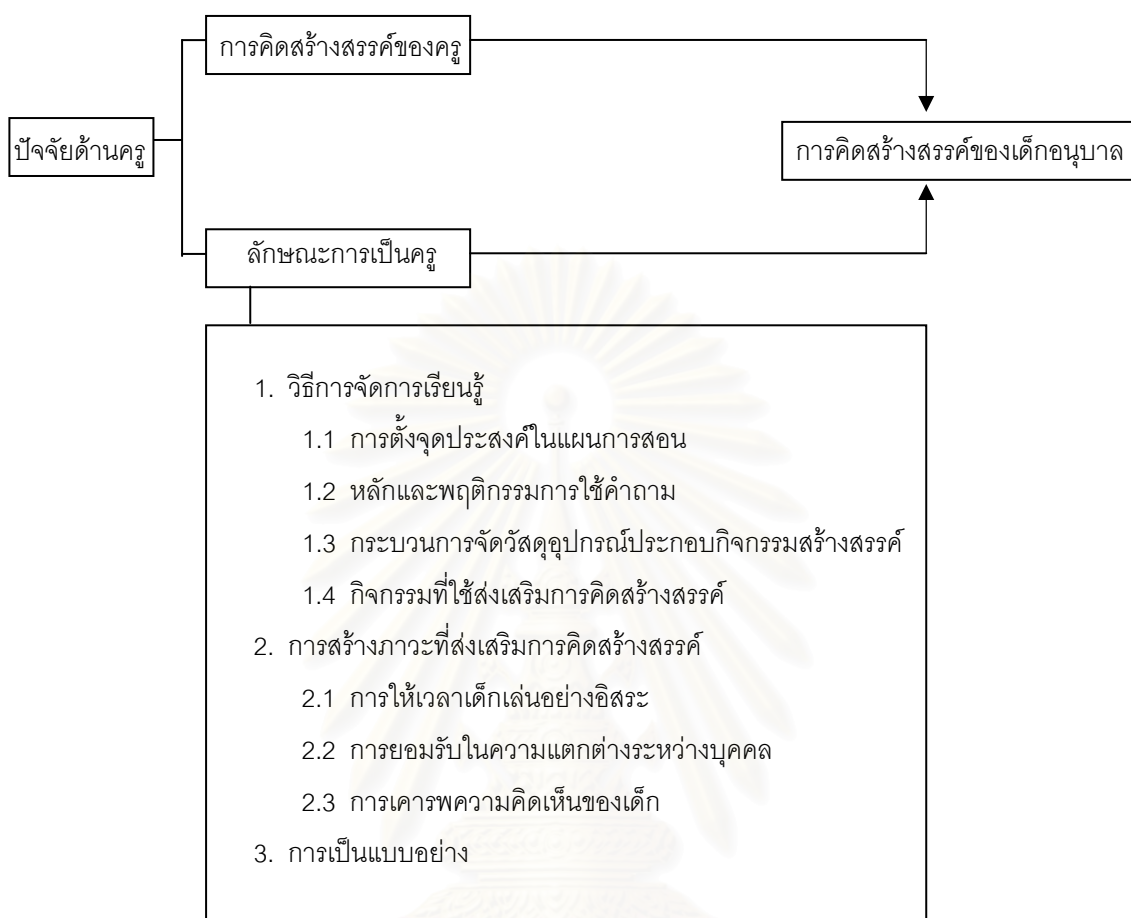 การคิดสร้างสรรค์ของครู
ปัจจัยด้านครู
การคิดสร้างสรรค์ของเด็กอนุบาล
ลักษณะการเป็นครู
1. วิธีการจัดการเรียนรู้
1.1 การตั้งจุดประสงค์ในแผนการสอน
1.2 หลักและพฤติกรรมการใช้คำถาม
1.3 กระบวนการจัดวัสดุอุปกรณ์ประกอบกิจกรรมสร้างสรรค์
1.4 กิจกรรมที่ใช้ส่งเสริมการคิดสร้างสรรค์
2. การสร้างภาวะที่ส่งเสริมการคิดสร้างสรรค์
2.1 การให้เวลาเด็กเล่นอย่างอิสระ
2.2 การยอมรับในความแตกต่างระหว่างบุคคล
2.3 การเคารพความคิดเห็นของเด็ก
3. การเป็นแบบอย่าง